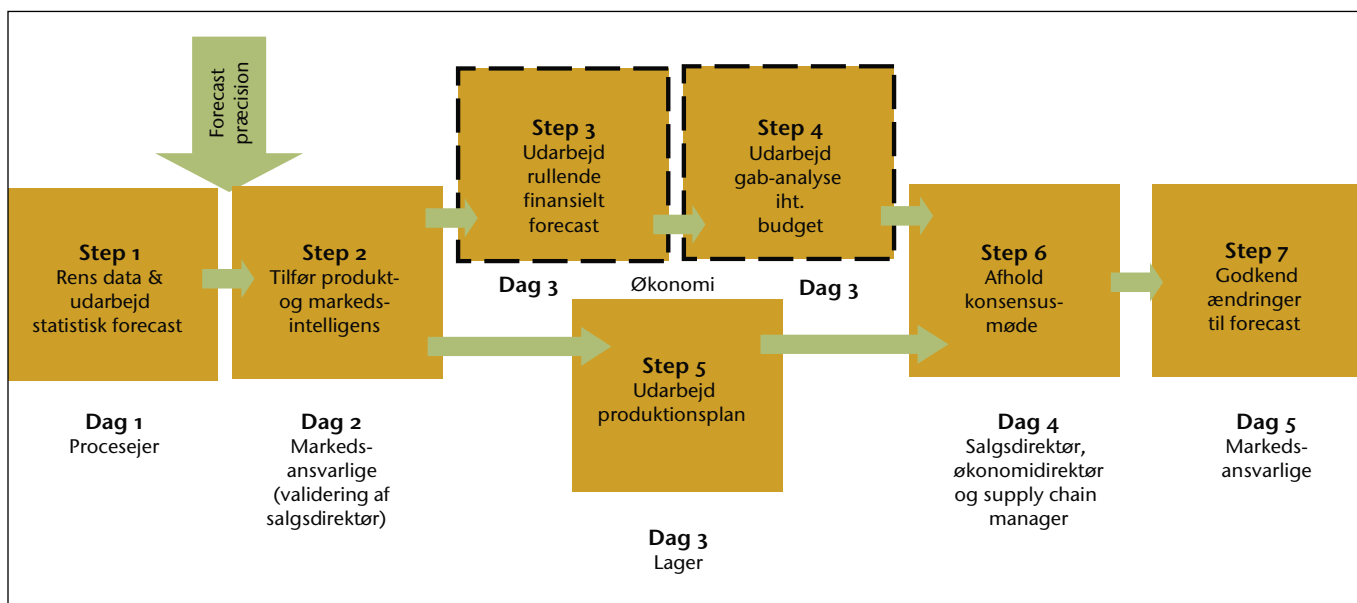 Forecast
præcision
Step 1
Rens data &
udarbejd
statistisk forecast
Dag 1
Procesejer
Step 2
Tilfør produkt-
og markeds-
intelligens
Dag 2
Markeds-
ansvarlige
(validering af
salgsdirektør)
Step 3
Udarbejd
rullende
finansielt
forecast
Dag 3
Økonomi
Step 4
Udarbejd
gab-analyse
iht.
budget
Dag 3
Step 5
Udarbejd
produktionsplan
Dag 3
Lager
Step 6
Afhold
konsensus-
møde
Dag 4
Salgsdirektør,
økonomidirektør
og supply chain
manager
Step 7
Godkend
ændringer
til forecast
Dag 5
Markeds-
ansvarlige